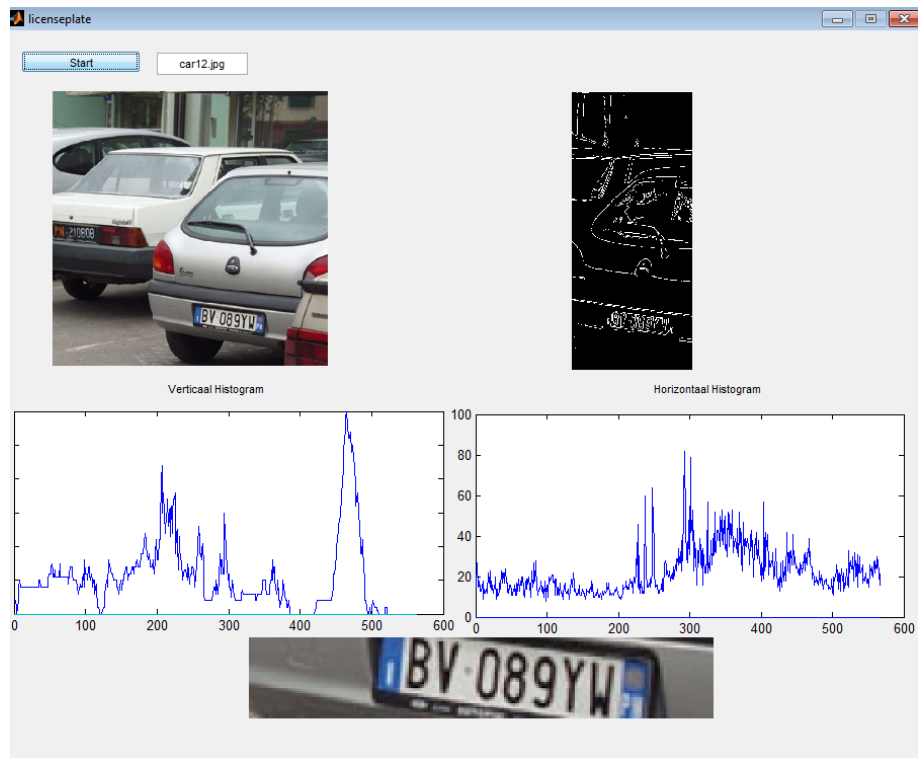 licenseplate
Start
car12.jpg
PN-210808
BV·089YW
Verticaal Histogram
Horizontaal Histogram
0 100 200 300 400 500 600
100
80
60
40
20
0
0 100 200 300 400 500 600
BV·089YW